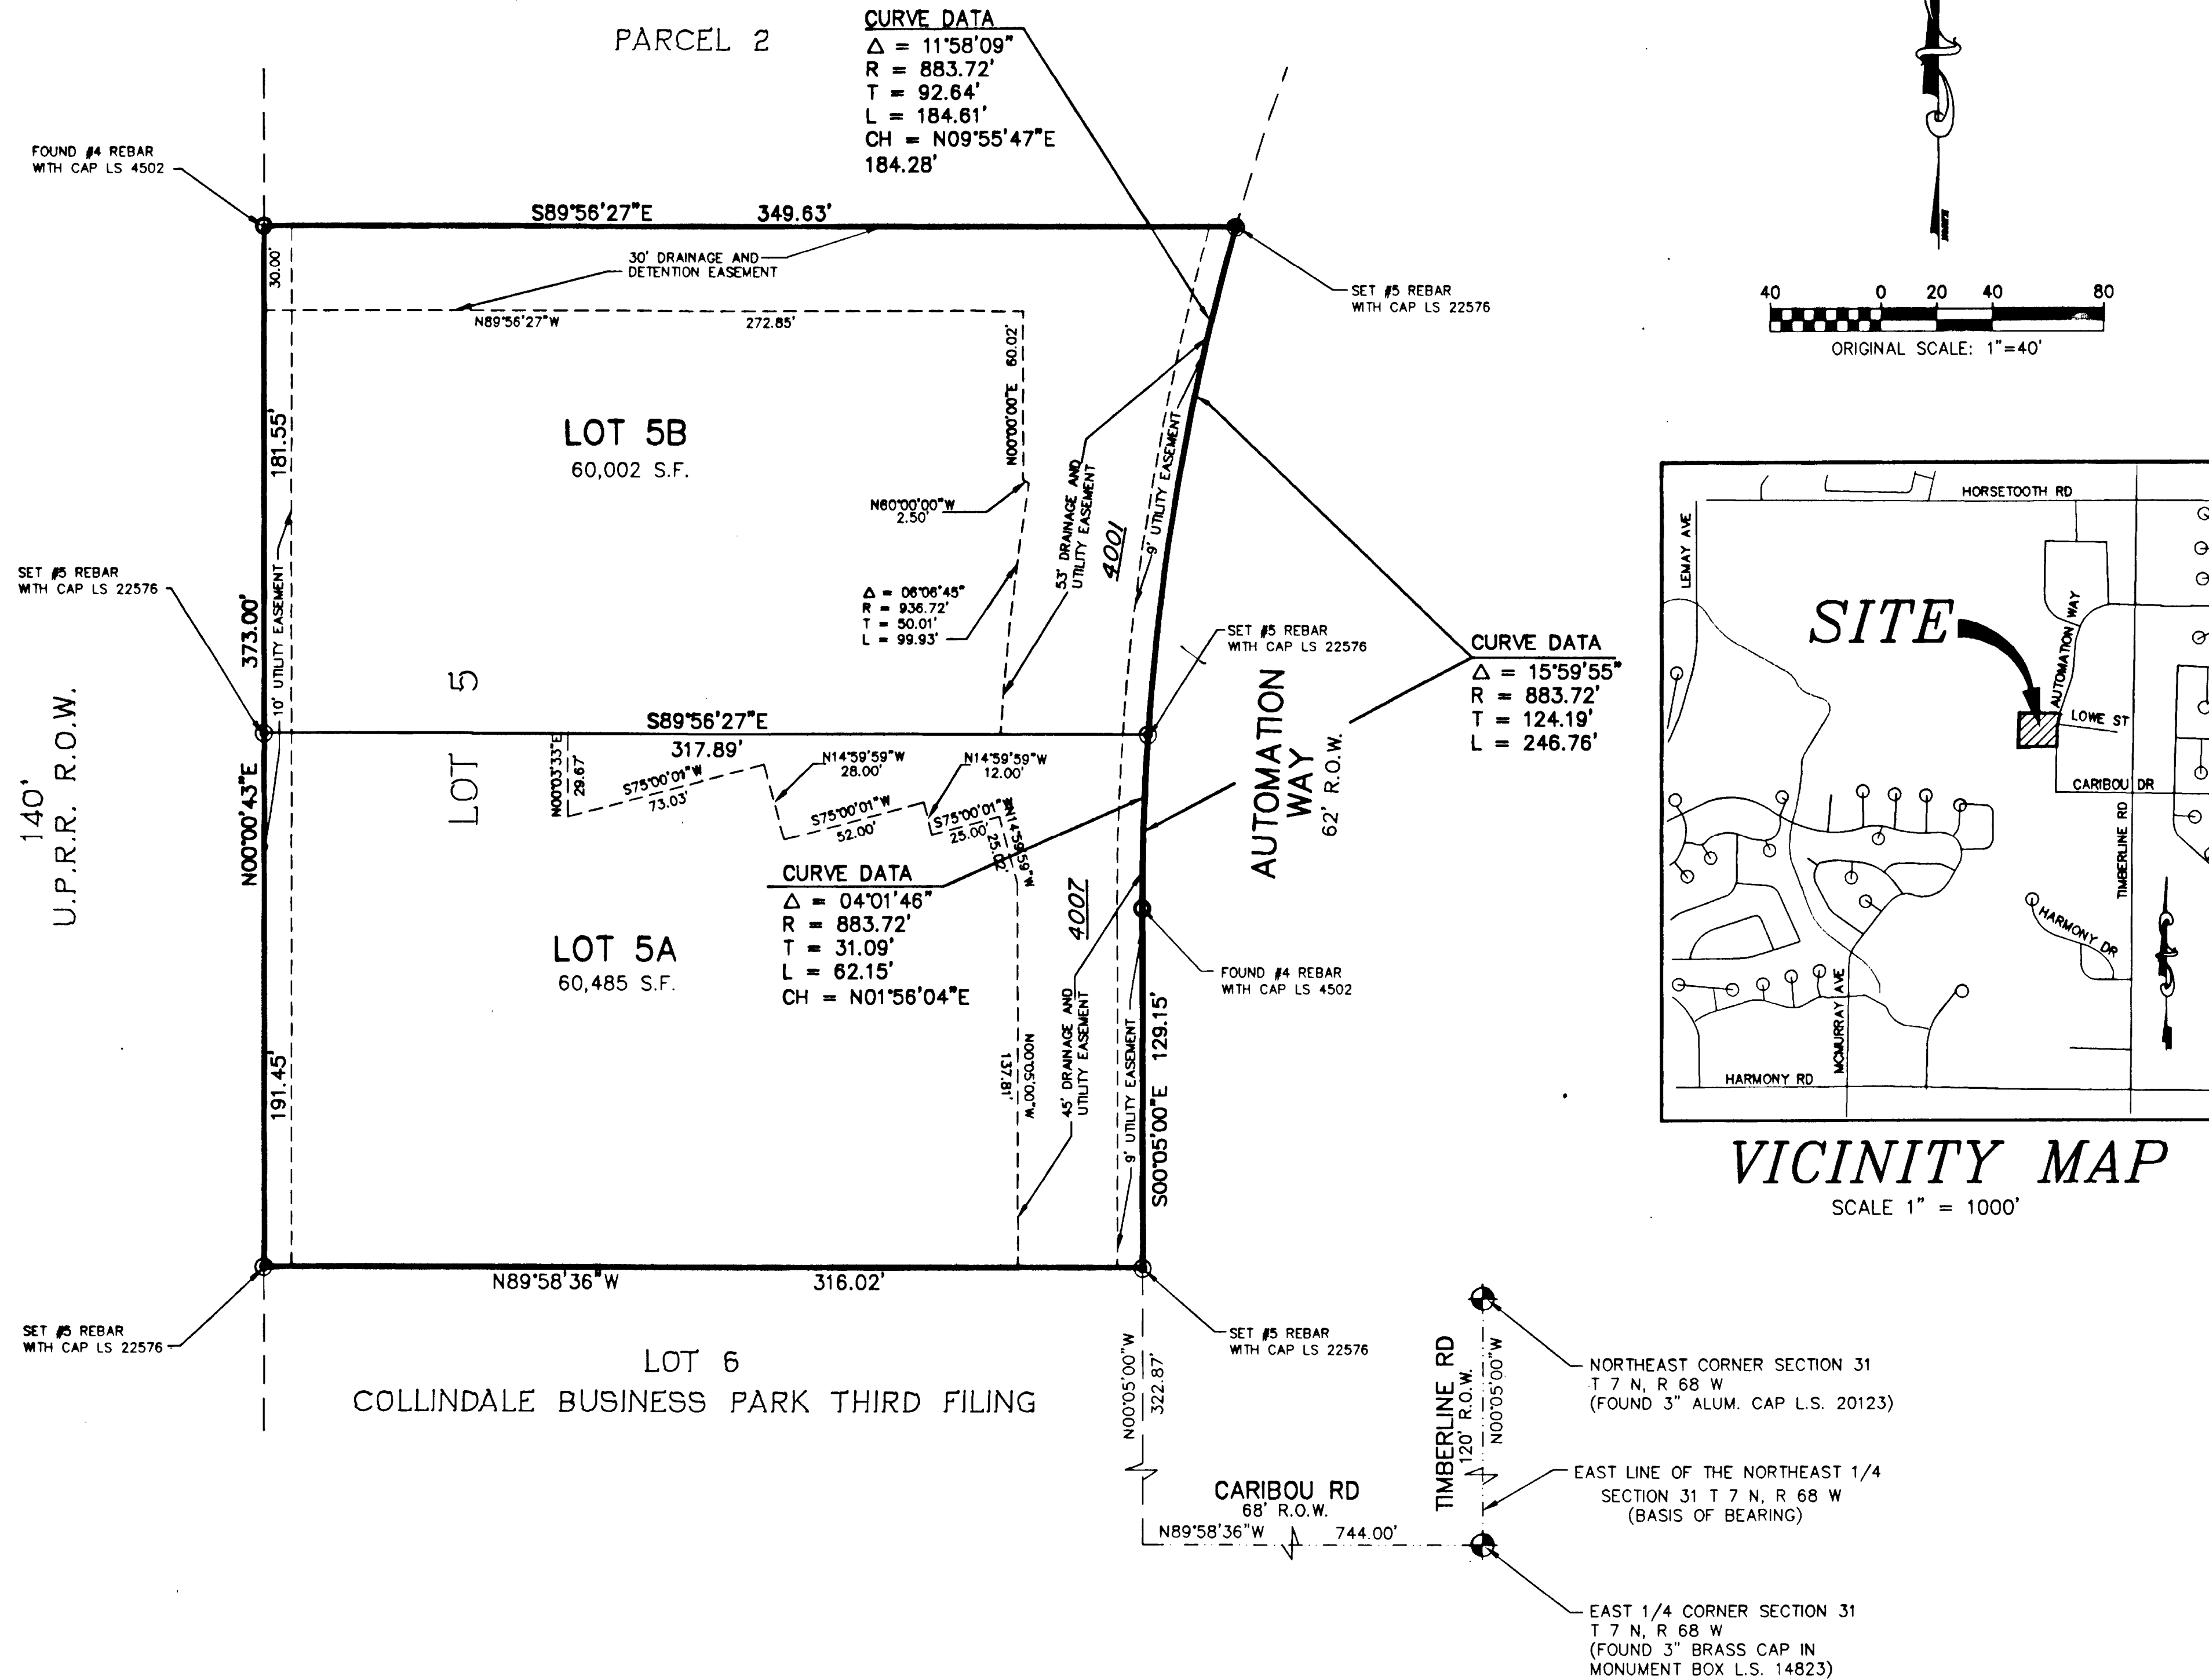 PARCEL 2
CURVE DATA
Δ = 11°58'09"
R = 883.72'
T = 92.64'
L = 184.61'
CH = N09°55'47"E
184.28'
FOUND #4 REBAR
WITH CAP LS 4502
S89°56'27"E 349.63'
30.00'
30' DRAINAGE AND
DETENTION EASEMENT
N89°56'27"W 272.85'
SET #5 REBAR
WITH CAP LS 22576
40 0 20 40 80
ORIGINAL SCALE: 1"=40'
N00°00'00"E 60.02'
LOT 5B
60,002 S.F.
181.55'
N60°00'00"W
2.50'
53' DRAINAGE AND
UTILITY EASEMENT
4001
9' UTILITY EASEMENT
Δ = 06°06'45"
R = 936.72'
T = 50.01'
L = 99.93'
SET #5 REBAR
WITH CAP LS 22576
10' UTILITY EASEMENT
373.00'
N00°00'43"E
140'
U.P.R.R. R.O.W.
LOT 5
SET #5 REBAR
WITH CAP LS 22576
CURVE DATA
Δ = 15°59'55"
R = 883.72'
T = 124.19'
L = 246.76'
AUTOMATION
WAY
62' R.O.W.
S89°56'27"E
317.89'
N00°03'33"E
29.67'
S75°00'01"W
73.03'
N14°59'59"W
28.00'
S75°00'01"W
52.00'
N14°59'59"W
12.00'
S75°00'01"W
25.00'
N14°59'59"W
25.02'
CURVE DATA
Δ = 04°01'46"
R = 883.72'
T = 31.09'
L = 62.15'
CH = N01°56'04"E
LOT 5A
60,485 S.F.
4007
FOUND #4 REBAR
WITH CAP LS 4502
191.45'
N00°05'00"W
137.81'
45' DRAINAGE AND
UTILITY EASEMENT
9' UTILITY EASEMENT
S00°05'00"E 129.15'
N89°58'36"W 316.02'
SET #5 REBAR
WITH CAP LS 22576
SET #5 REBAR
WITH CAP LS 22576
LOT 6
COLLINDALE BUSINESS PARK THIRD FILING
N00°05'00"W
322.87'
CARIBOU RD
68' R.O.W.
N89°58'36"W 744.00'
TIMBERLINE RD
120' R.O.W.
N00°05'00"W
NORTHEAST CORNER SECTION 31
T 7 N, R 68 W
(FOUND 3" ALUM. CAP L.S. 20123)
EAST LINE OF THE NORTHEAST 1/4
SECTION 31 T 7 N, R 68 W
(BASIS OF BEARING)
EAST 1/4 CORNER SECTION 31
T 7 N, R 68 W
(FOUND 3" BRASS CAP IN
MONUMENT BOX L.S. 14823)
HORSETOOTH RD
LEMAY AVE
SITE
AUTOMATION WAY
LOWE ST
CARIBOU DR
TIMBERLINE RD
HARMONY DR
MCMURRAY AVE
HARMONY RD
VICINITY MAP
SCALE 1" = 1000'